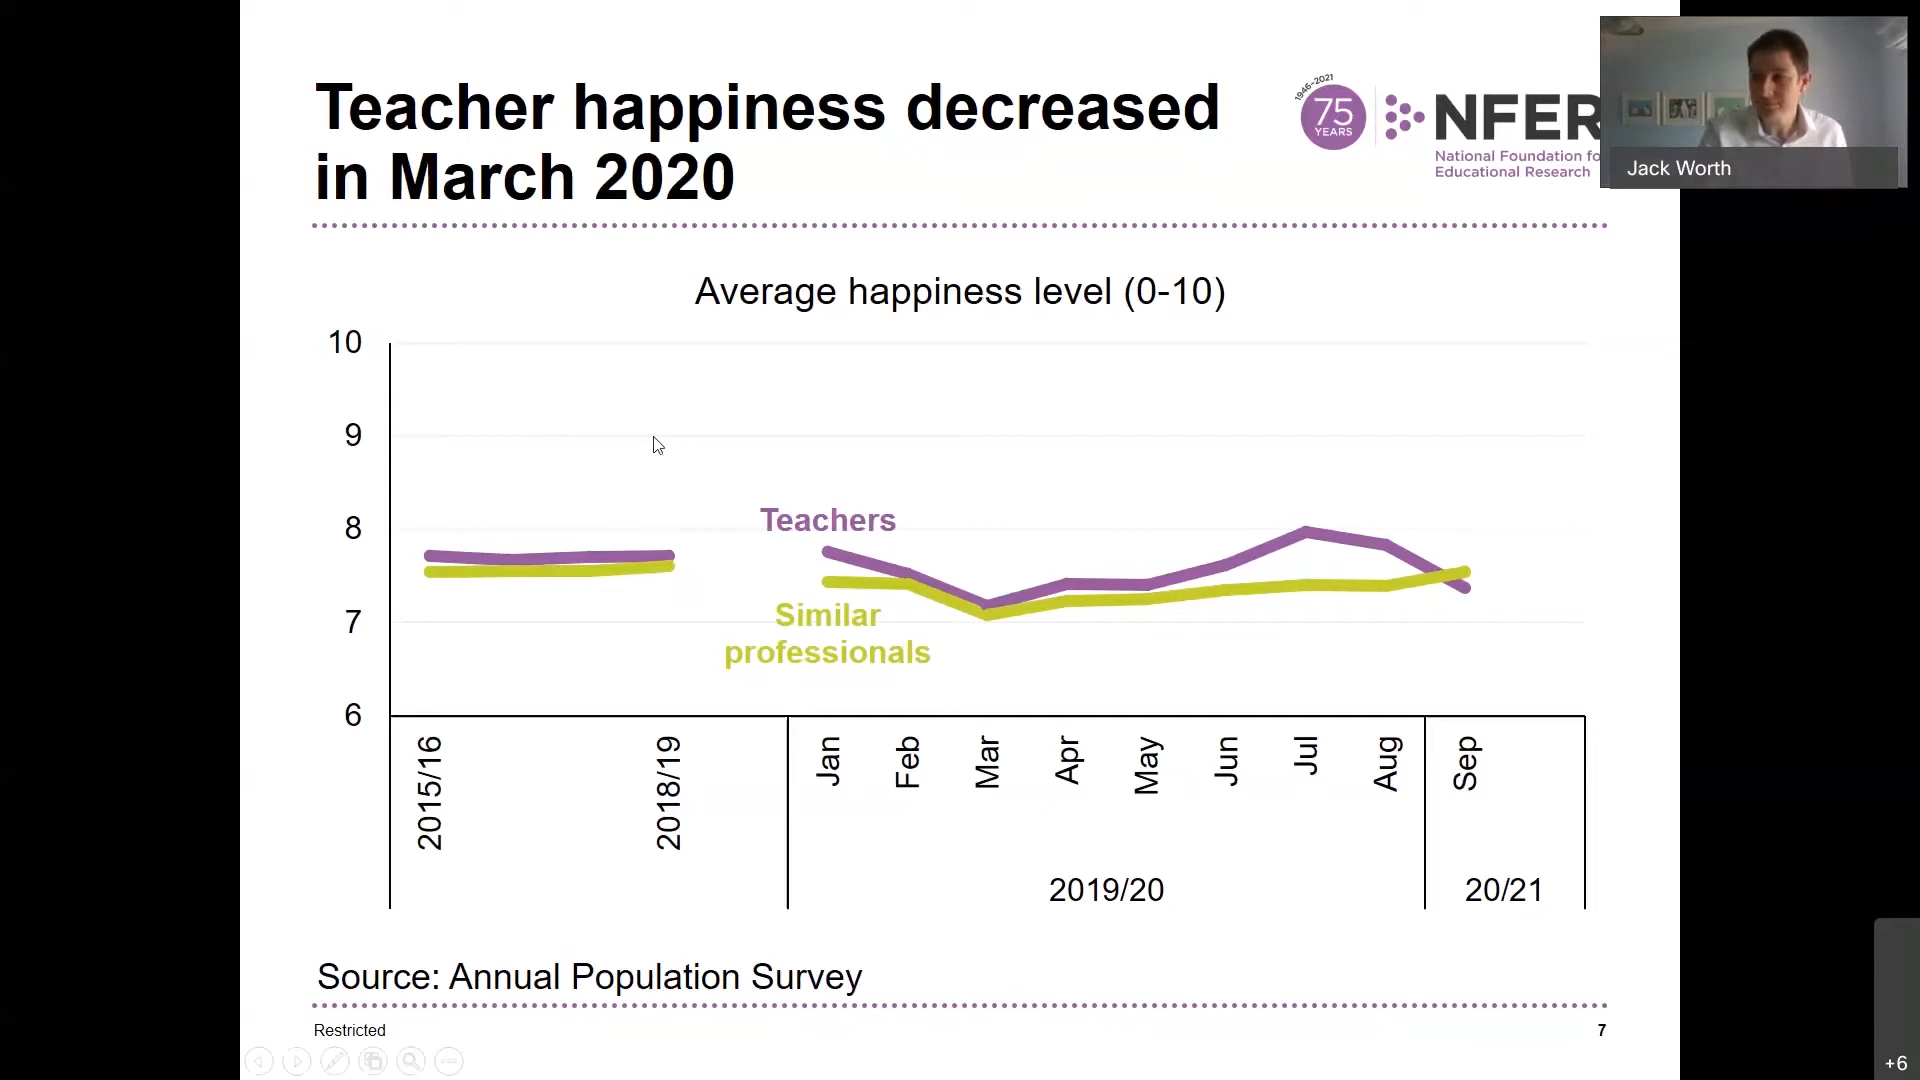 Teacher happiness decreased
in March 2020
1946-2021
75
YEARS
NFER
National Foundation fo
Educational Research
Jack Worth
Average happiness level (0-10)
10
9
8
7
6
Teachers
Similar
professionals
2015/16
2018/19
Jan
Feb
Mar
Apr
May
Jun
Jul
Aug
Sep
2019/20
20/21
Source: Annual Population Survey
Restricted
7
+6